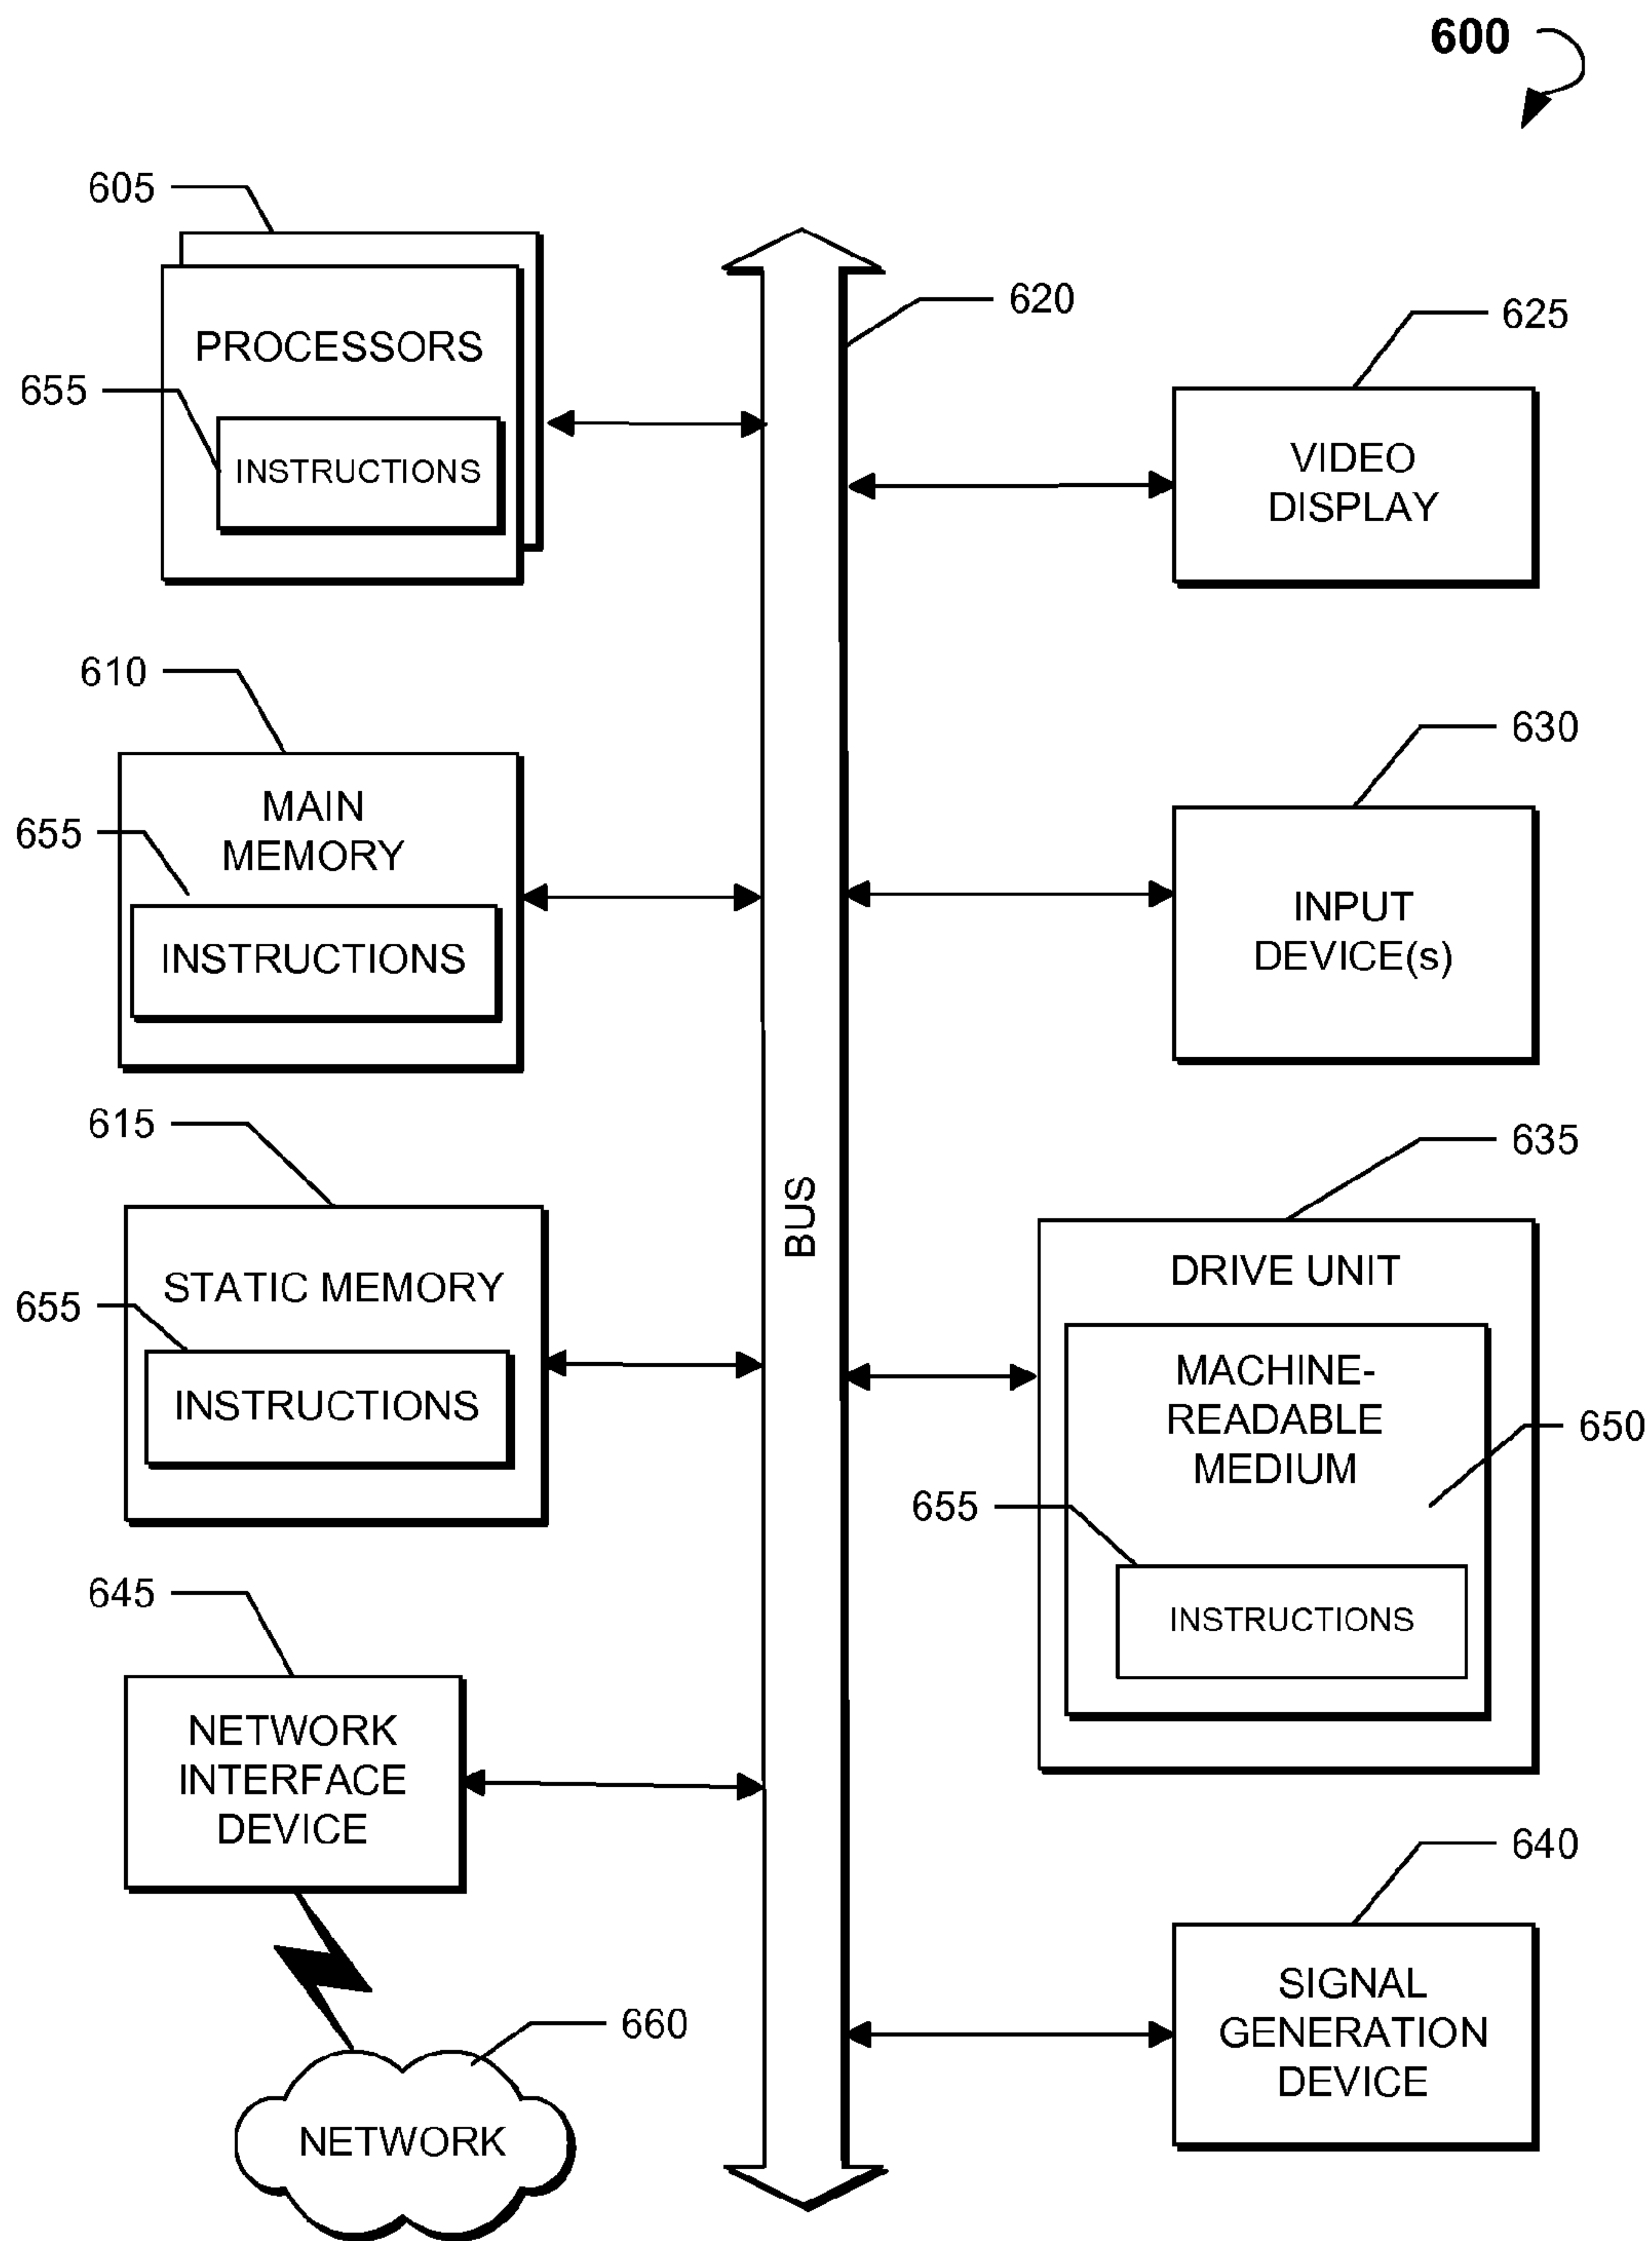 600
605
PROCESSORS
655
INSTRUCTIONS
620
625
VIDEO
DISPLAY
610
MAIN
MEMORY
655
INSTRUCTIONS
630
INPUT
DEVICE(s)
615
STATIC MEMORY
655
INSTRUCTIONS
BUS
635
DRIVE UNIT
MACHINE-
READABLE
MEDIUM
650
655
INSTRUCTIONS
645
NETWORK
INTERFACE
DEVICE
640
SIGNAL
GENERATION
DEVICE
660
NETWORK